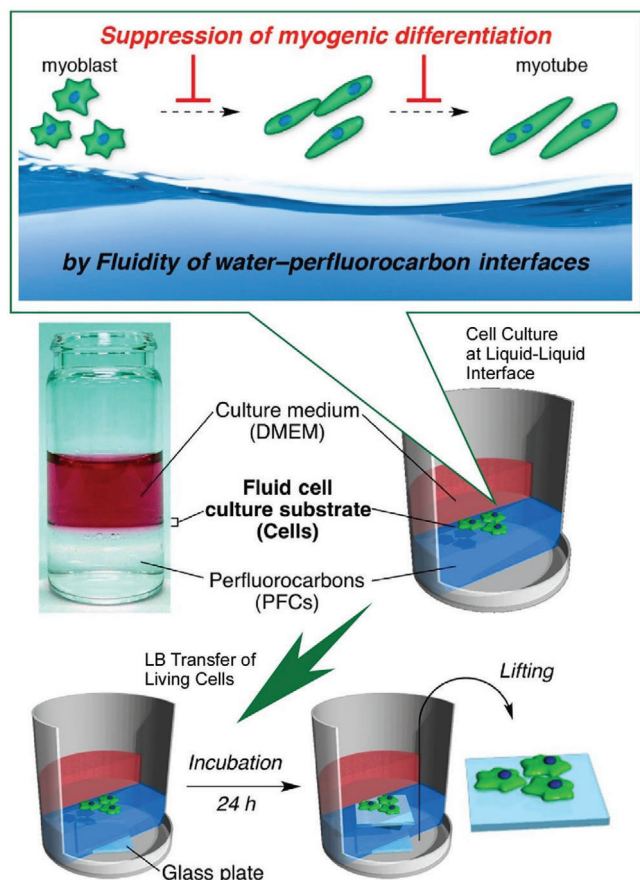 Suppression of myogenic differentiation
myoblast
myotube
by Fluidity of water–perfluorocarbon interfaces
Cell Culture
at Liquid-Liquid
Interface
Culture medium
(DMEM)
Fluid cell
culture substrate
(Cells)
Perfluorocarbons
(PFCs)
LB Transfer of
Living Cells
Lifting
Incubation
24 h
Glass plate